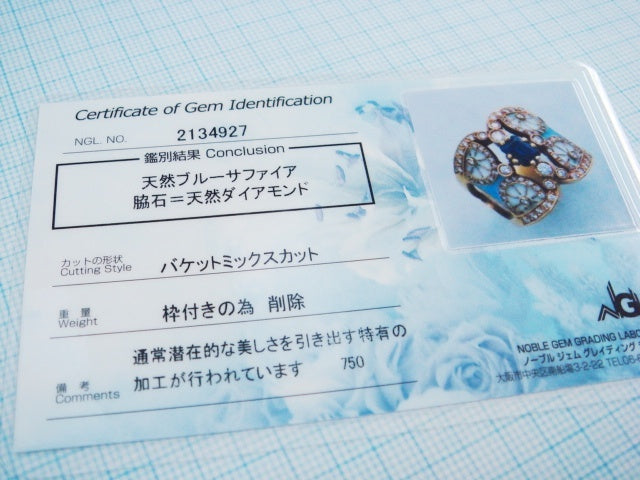 Certificate of Gem Identification
NGL. NO. 2134927
鑑別結果 Conclusion
天然ブルーサファイア
脇石=天然ダイアモンド
カットの形状
Cutting Style
バケットミックスカット
重量
Weight
枠付きの為 削除
備考
Comments
通常潜在的な美しさを引き出す特有の
加工が行われています 750
NG
NOBLE GEM GRADING
ノーブル ジェム グレイディング
大阪市中央区南船場3-2-22 TEL06-